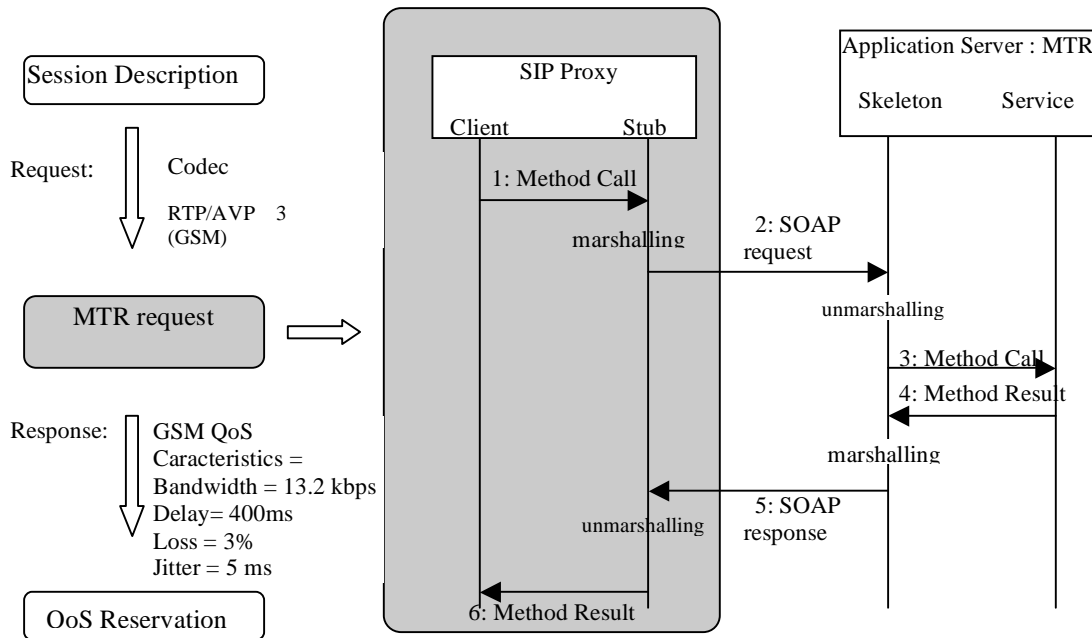 Session Description
Request:
Codec
RTP/AVP 3
(GSM)
MTR request
Response:
GSM QoS
Caracteristics =
Bandwidth = 13.2 kbps
Delay= 400ms
Loss = 3%
Jitter = 5 ms
OoS Reservation
SIP Proxy
Client Stub
1: Method Call
marshalling
unmarshalling
6: Method Result
2: SOAP
request
5: SOAP
response
Application Server : MTR
Skeleton Service
unmarshalling
3: Method Call
4: Method Result
marshalling